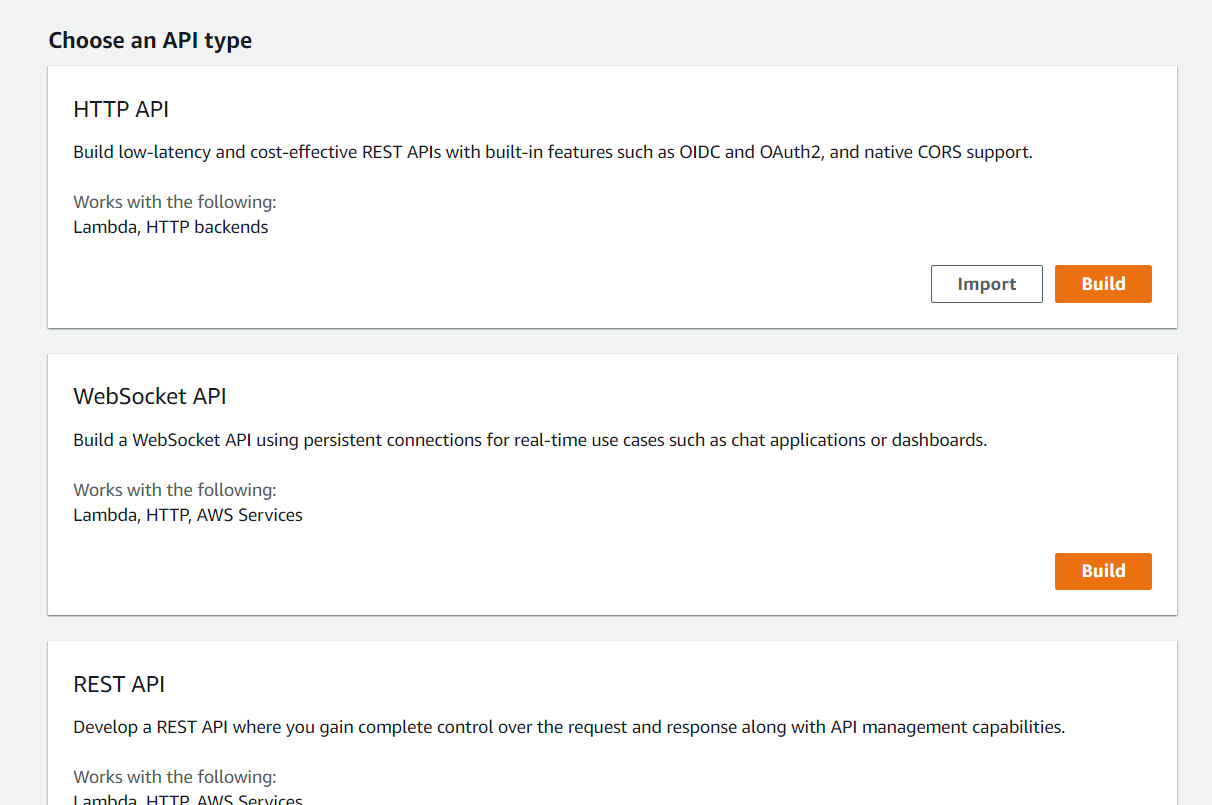 Choose an API type
HTTP API
Build low-latency and cost-effective REST APIs with built-in features such as OIDC and OAuth2, and native CORS support.
Works with the following:
Lambda, HTTP backends
Import
Build
WebSocket API
Build a WebSocket API using persistent connections for real-time use cases such as chat applications or dashboards.
Works with the following:
Lambda, HTTP, AWS Services
Build
REST API
Develop a REST API where you gain complete control over the request and response along with API management capabilities.
Works with the following:
Lambda, HTTP, AWS Services